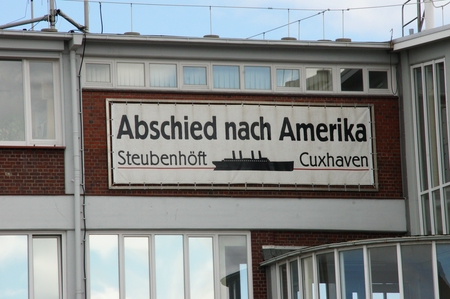 Abschied nach Amerika
Steubenhöft Cuxhaven